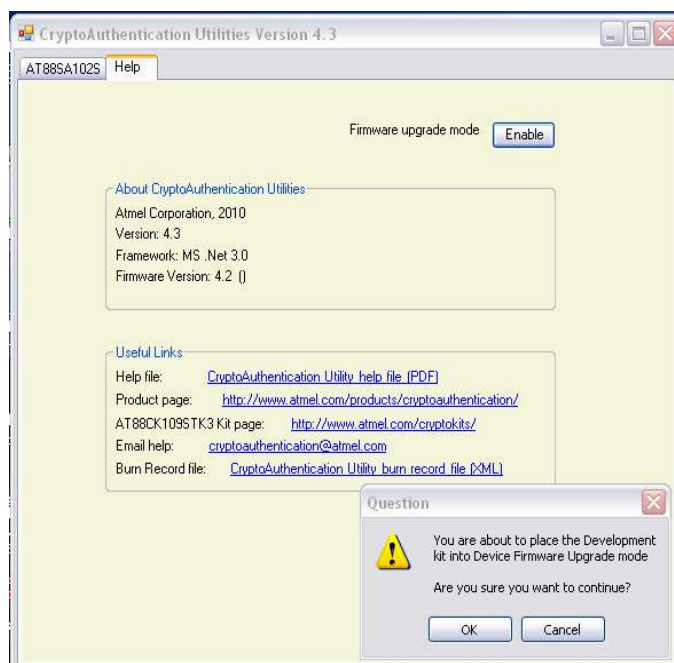 CryptoAuthentication Utilities Version 4.3
AT88SA102S Help
Firmware upgrade mode Enable
About CryptoAuthentication Utilities
Atmel Corporation, 2010
Version: 4.3
Framework: MS .Net 3.0
Firmware Version: 4.2 ()
Useful Links
Help file: CryptoAuthentication Utility help file (PDF)
Product page: http://www.atmel.com/products/cryptoauthentication/
AT88CK109STK3 Kit page: http://www.atmel.com/cryptokits/
Email help: cryptoauthentication@atmel.com
Burn Record file: CryptoAuthentication Utility burn record file (XML)
Question
You are about to place the Development
kit into Device Firmware Upgrade mode
Are you sure you want to continue?
OK Cancel